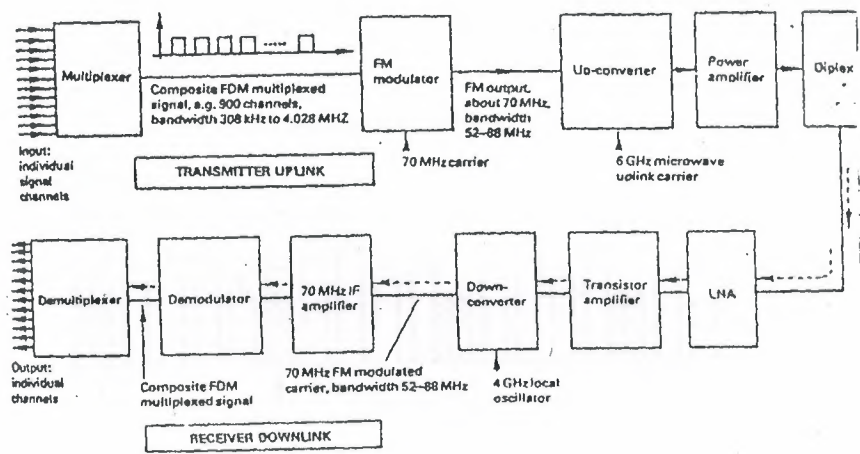 Multiplexer
Composite FDM multiplexed
signal, e.g. 900 channels,
bandwidth 308 kHz to 4.028 MHZ
FM
modulator
FM output,
about 70 MHz,
bandwidth
52–88 MHz
Up-converter
Power
amplifier
Diplex
Input:
individual
signal
channels
TRANSMITTER UPLINK
70 MHz carrier
6 GHz microwave
uplink carrier
Demultiplexer
Demodulator
70 MHz IF
amplifier
Down-
converter
Transistor
amplifier
LNA
Output:
individual
channels
Composite FDM
multiplexed signal
70 MHz FM modulated
carrier, bandwidth 52–88 MHz
4 GHz local
oscillator
RECEIVER DOWNLINK